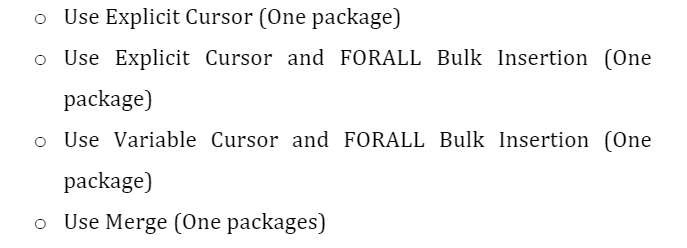 o Use Explicit Cursor (One package)
o Use Explicit Cursor and FORALL Bulk Insertion (One
package)
o Use Variable Cursor and FORALL Bulk Insertion (One
package)
o Use Merge (One packages)